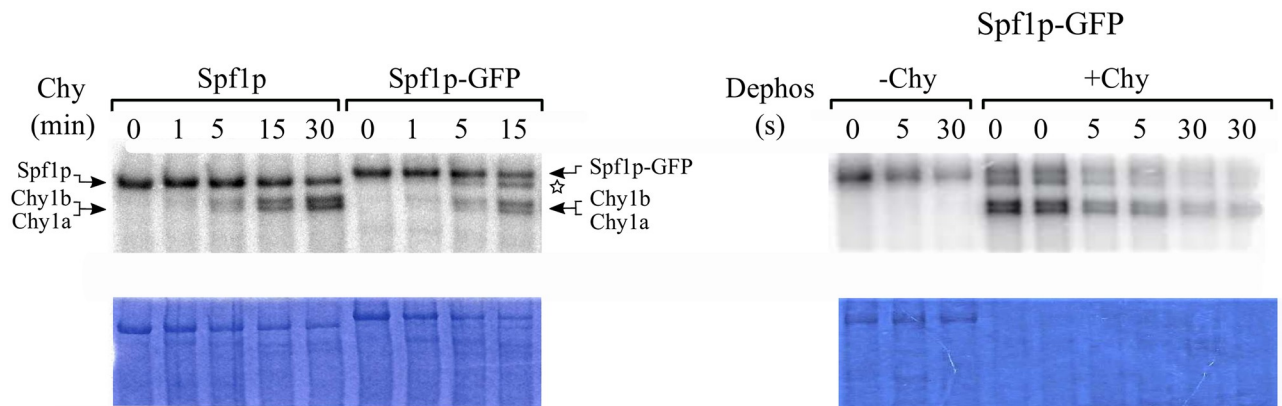 Spf1p-GFP
Chy
(min)
Spf1p
Spf1p-GFP
0 1 5 15 30 0 1 5 15
Dephos
(s)
-Chy
+Chy
0 5 30 0 0 5 5 30 30
Spf1p
Chy1b
Chy1a
Spf1p-GFP
Chy1b
Chy1a